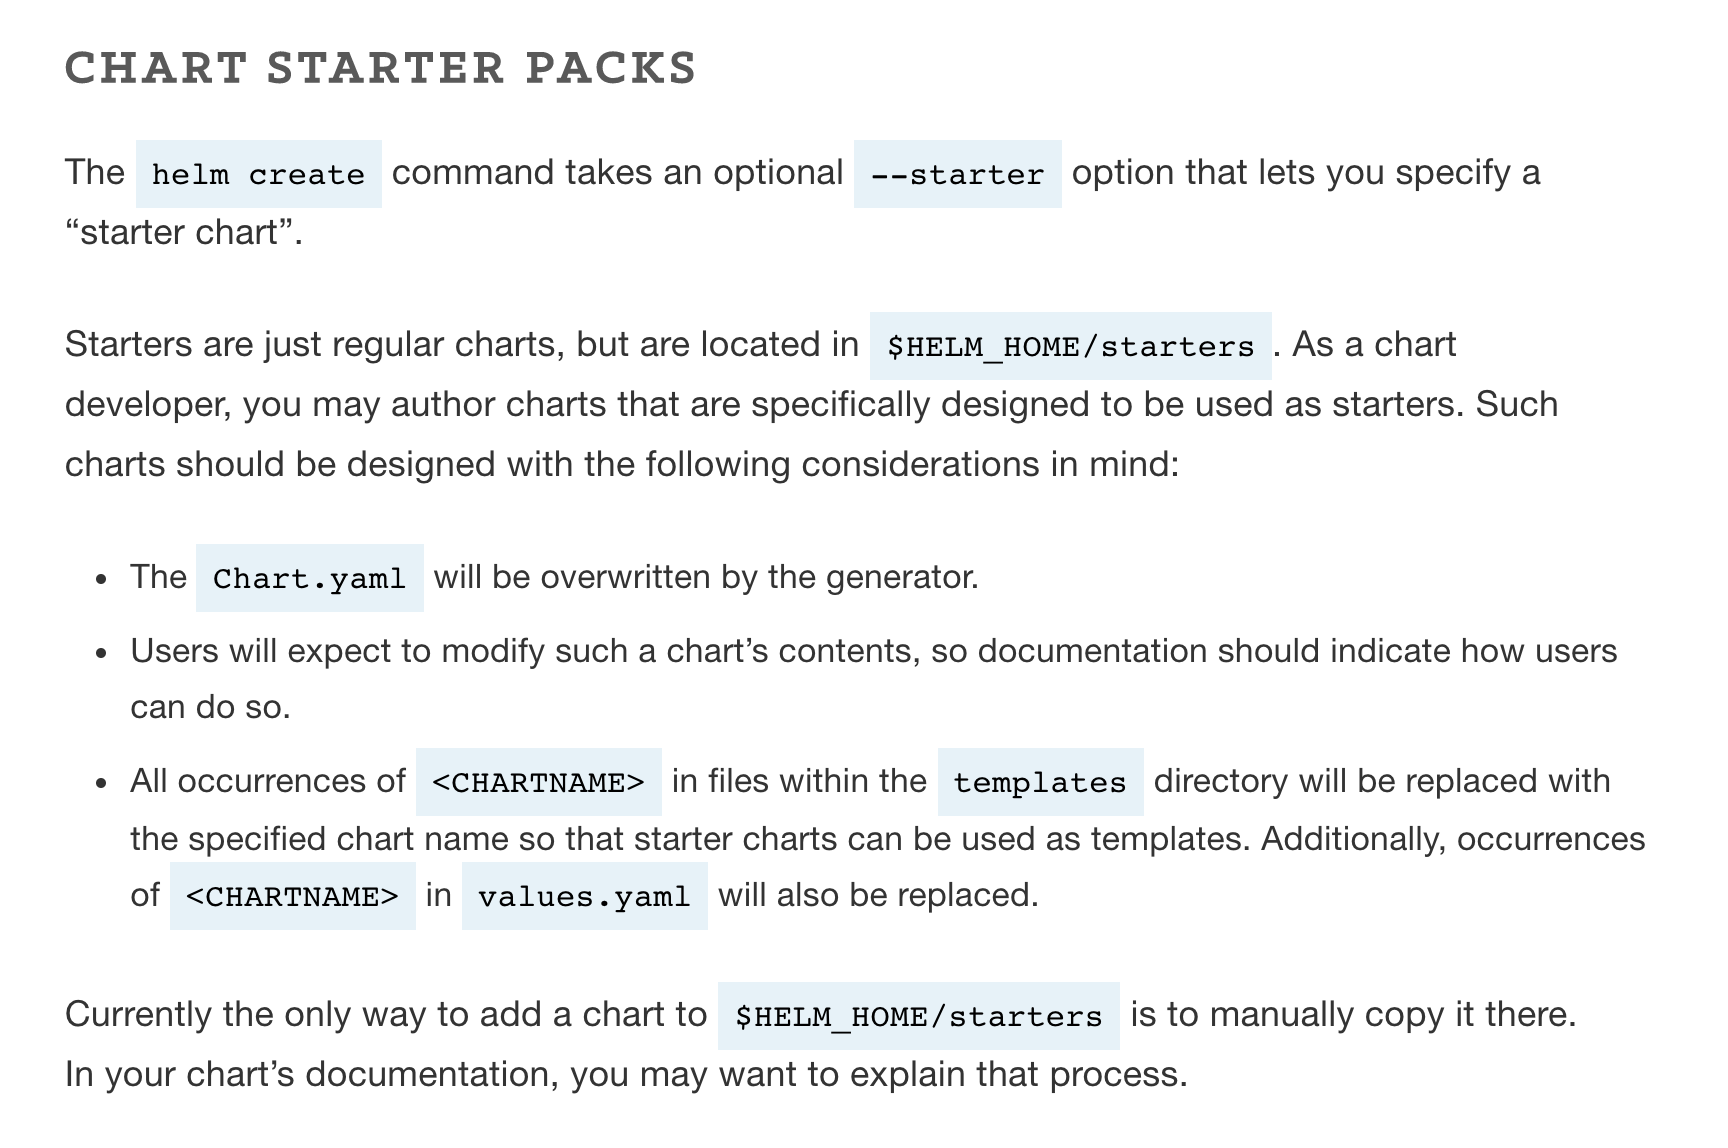 CHART STARTER PACKS
The helm create command takes an optional --starter option that lets you specify a
“starter chart”.
Starters are just regular charts, but are located in $HELM_HOME/starters . As a chart
developer, you may author charts that are specifically designed to be used as starters. Such
charts should be designed with the following considerations in mind:
• The Chart.yaml will be overwritten by the generator.
• Users will expect to modify such a chart’s contents, so documentation should indicate how users
can do so.
• All occurrences of <CHARTNAME> in files within the templates directory will be replaced with
the specified chart name so that starter charts can be used as templates. Additionally, occurrences
of <CHARTNAME> in values.yaml will also be replaced.
Currently the only way to add a chart to $HELM_HOME/starters is to manually copy it there.
In your chart’s documentation, you may want to explain that process.